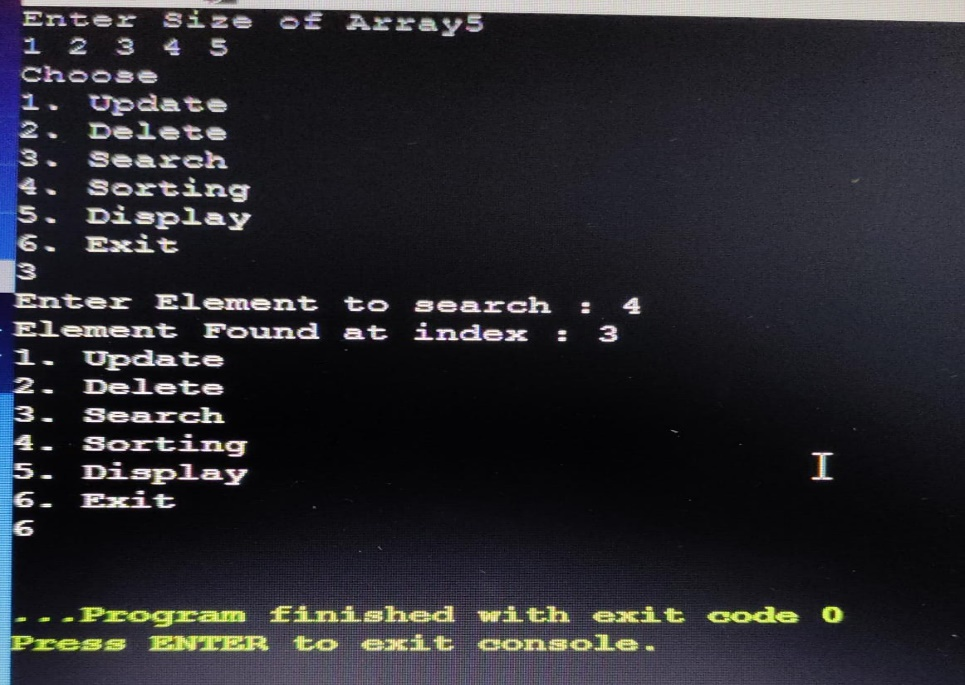 Enter Size of Array5
1 2 3 4 5
Choose
1. Update
2. Delete
3. Search
4. Sorting
5. Display
6. Exit
3
Enter Element to search : 4
Element Found at index : 3
1. Update
2. Delete
3. Search
4. Sorting
5. Display
6. Exit
6
...Program finished with exit code 0
Press ENTER to exit console.